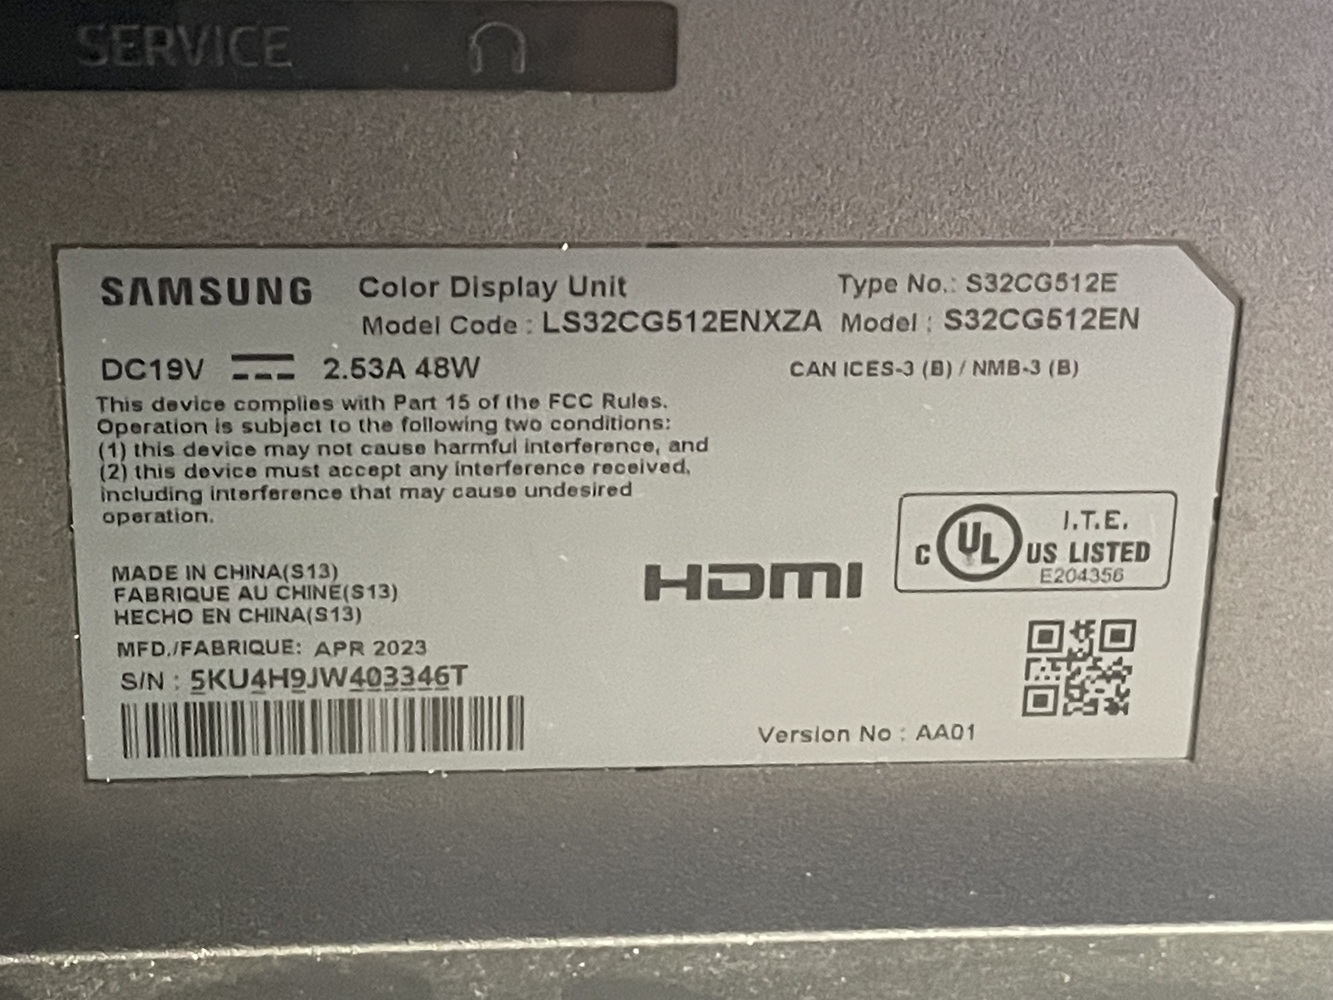 SERVICE
SAMSUNG Color Display Unit Type No.: S32CG512E
Model Code : LS32CG512ENXZA Model : S32CG512EN
DC19V 2.53A 48W CAN ICES-3 (B) / NMB-3 (B)
This device complies with Part 15 of the FCC Rules.
Operation is subject to the following two conditions:
(1) this device may not cause harmful interference, and
(2) this device must accept any interference received,
including interference that may cause undesired
operation.
I.T.E.
C UL US LISTED
E204356
MADE IN CHINA(S13)
FABRIQUE AU CHINE(S13)
HECHO EN CHINA(S13)
HDMI
MFD./FABRIQUE: APR 2023
S/N : 5KU4H9JW403346T
Version No : AA01